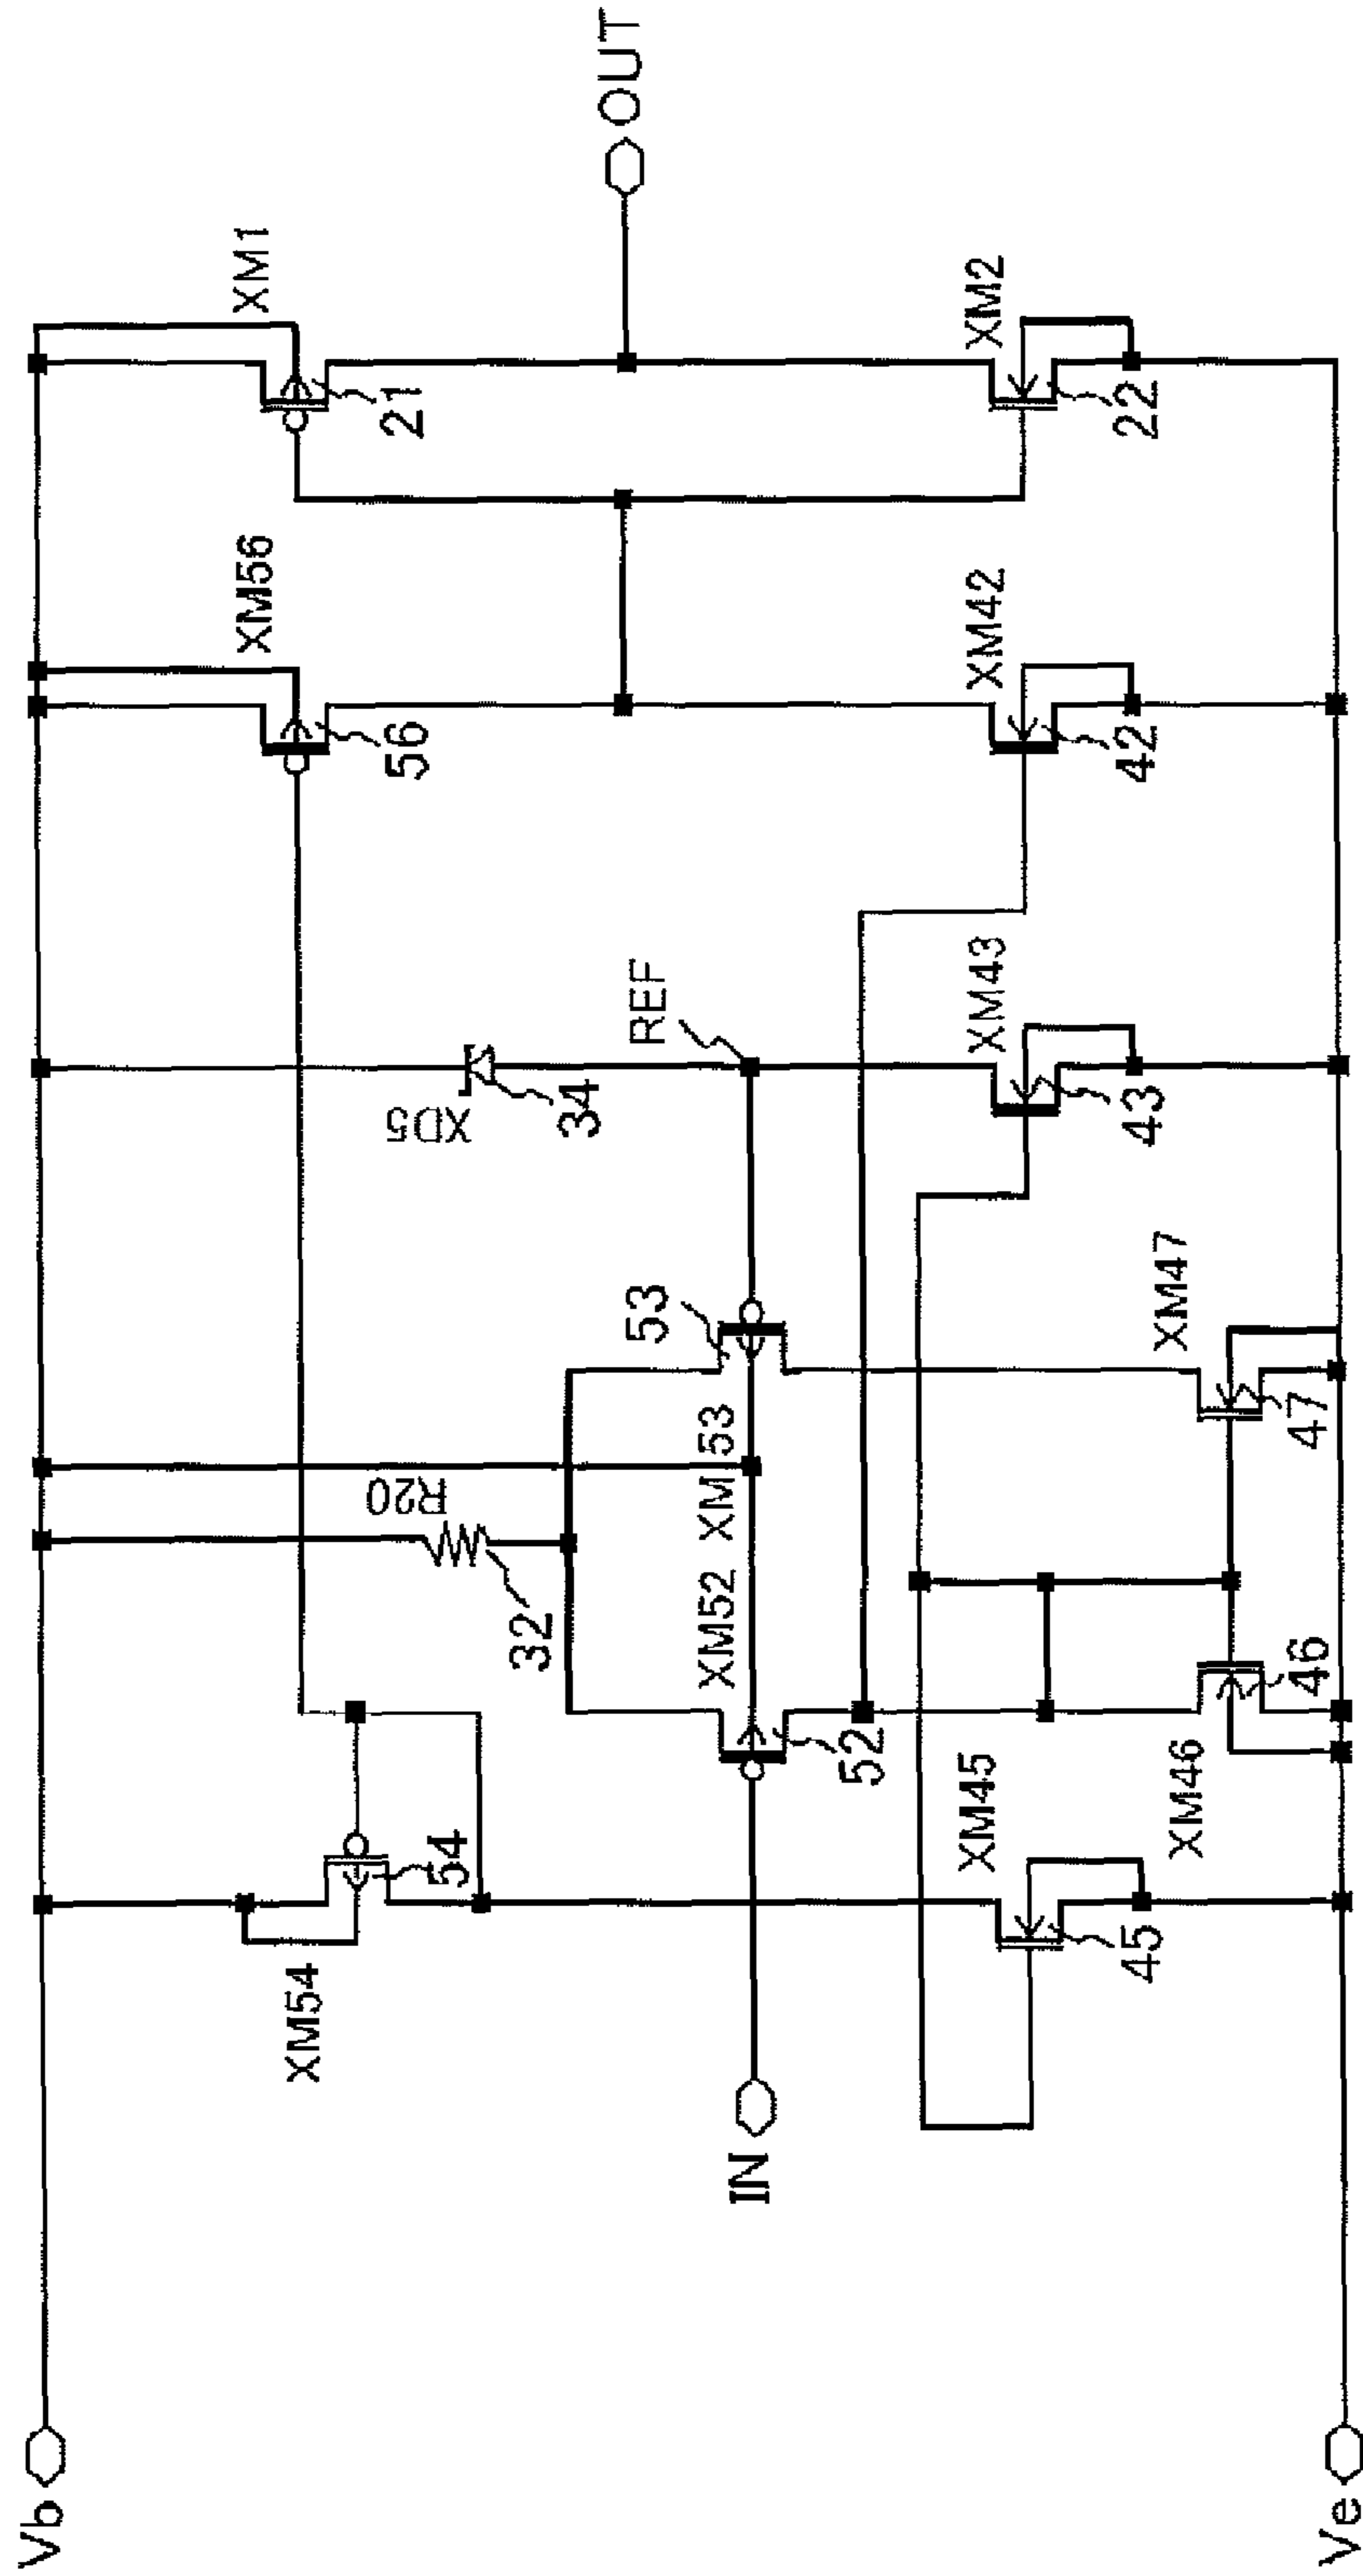 Vb
Ve
IN
OUT
XM54
54
XM45
45
XM52
52
XM46
46
R20
32
XM53
53
XM47
47
XD5
34
REF
XM43
43
XM56
56
XM42
42
XM1
21
XM2
22